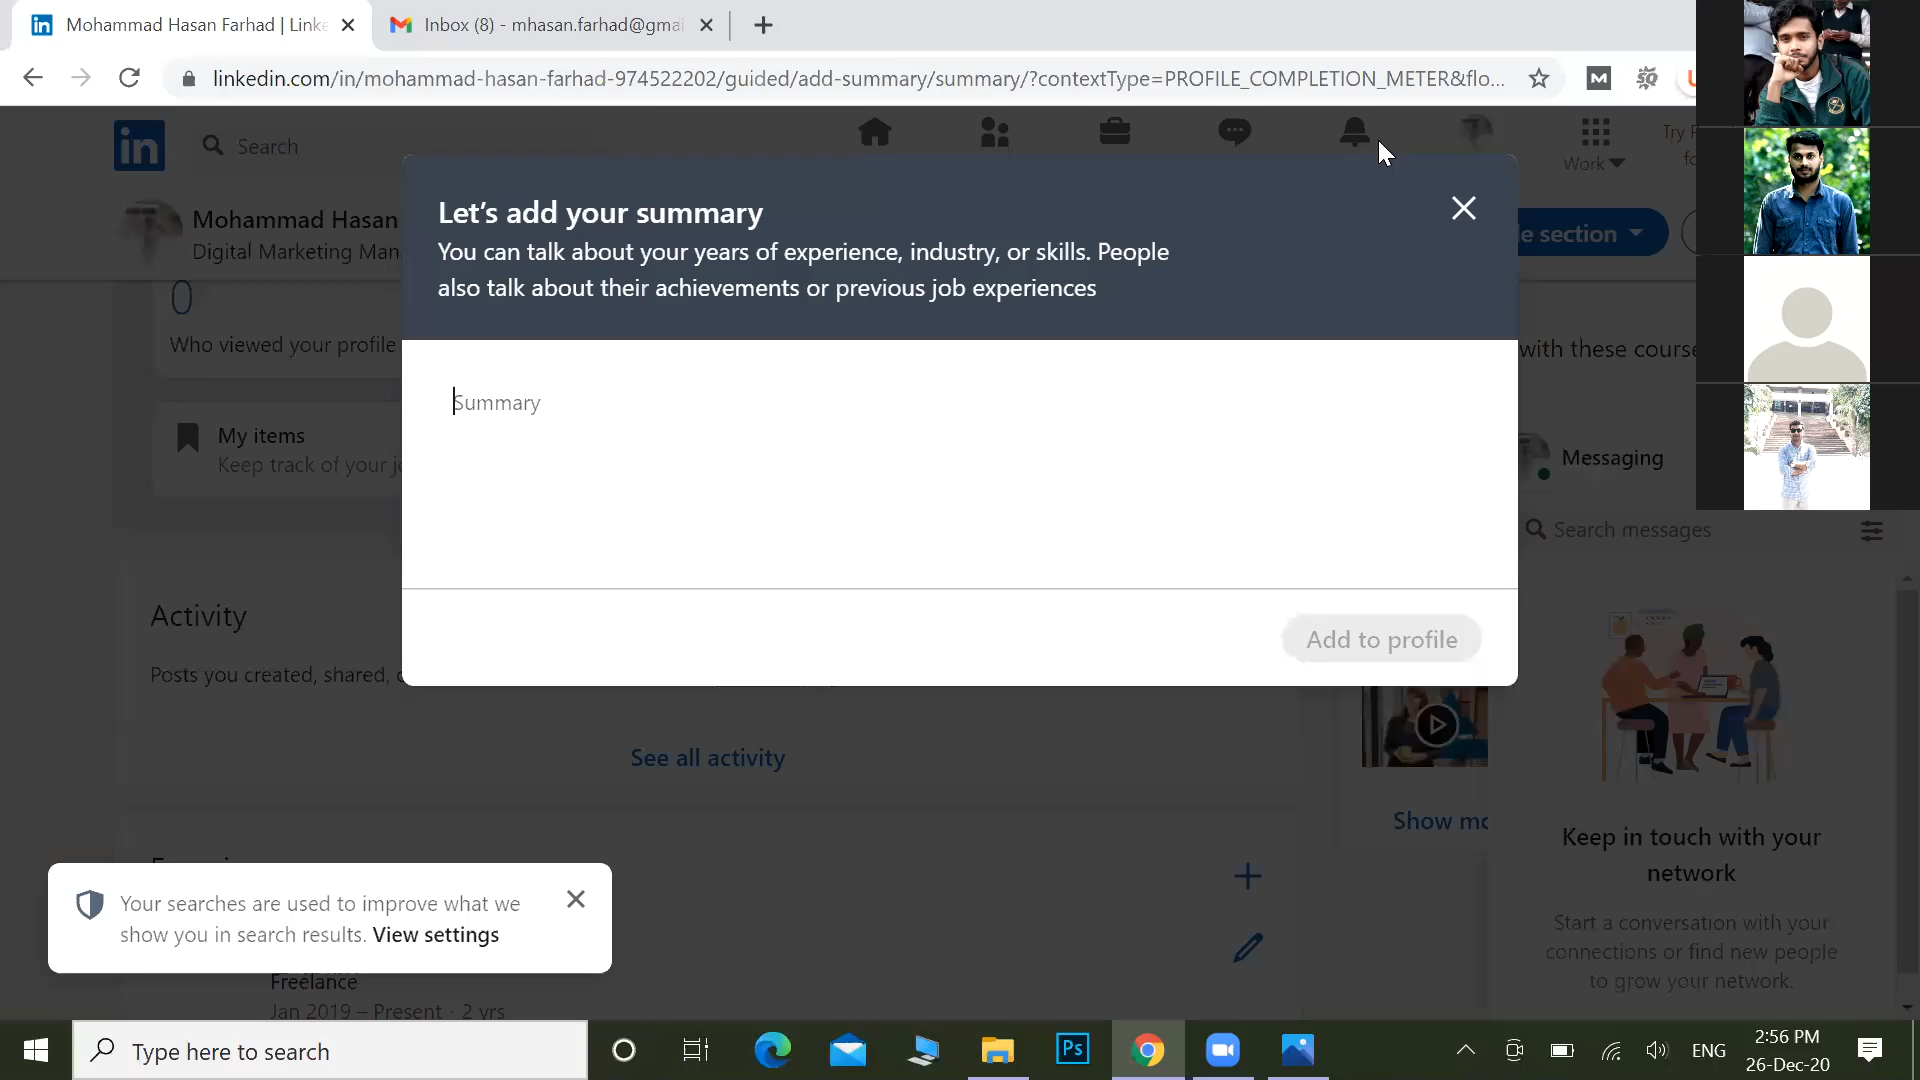 Mohammad Hasan Farhad | Linke
Inbox (8) - mhasan.farhad@gmai
linkedin.com/in/mohammad-hasan-farhad-974522202/guided/add-summary/summary/?contextType=PROFILE_COMPLETION_METER&flo...
in
Search
Work
Try
Mohammad Hasan
Digital Marketing Man
Let's add your summary
You can talk about your years of experience, industry, or skills. People
also talk about their achievements or previous job experiences
section
0
Who viewed your profile
with these course
Summary
My items
Keep track of your
Messaging
Search messages
Add to profile
Activity
Posts you created, shared,
See all activity
Show
Keep in touch with your
network
Start a conversation with your
connections or find new people
to grow your network.
Your searches are used to improve what we
show you in search results. View settings
Freelance
Jan 2019 – Present · 2 yrs
Type here to search
Ps
ENG
2:56 PM
26-Dec-20